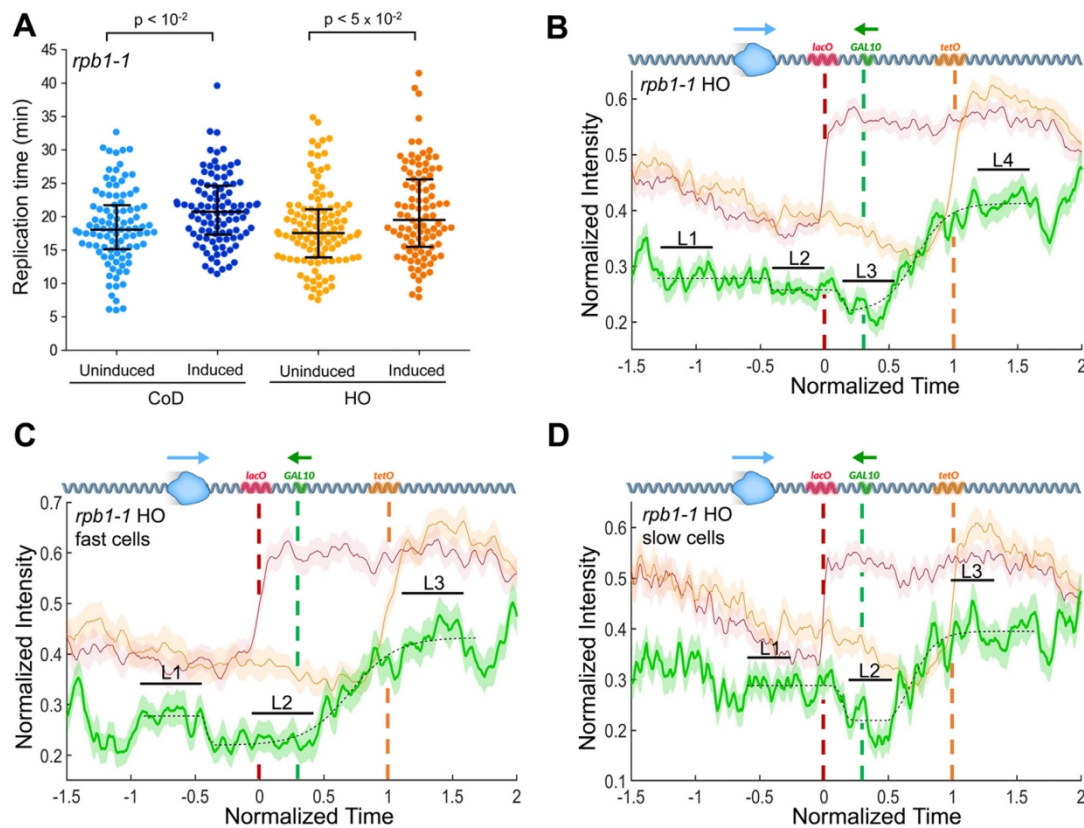 A
rpb1-1
p < 10⁻²
p < 5 x 10⁻²
Replication time (min)
45
40
35
30
25
20
15
10
5
0
Uninduced
Induced
Uninduced
Induced
CoD
HO
B
lacO
GAL10
tetO
rpb1-1 HO
Normalized Intensity
0.6
0.5
0.4
0.3
0.2
L1
L2
L3
L4
-1.5
-1
-0.5
0
0.5
1
1.5
2
Normalized Time
C
lacO
GAL10
tetO
rpb1-1 HO
fast cells
Normalized Intensity
0.7
0.6
0.5
0.4
0.3
0.2
L1
L2
L3
-1.5
-1
-0.5
0
0.5
1
1.5
2
Normalized Time
D
lacO
GAL10
tetO
rpb1-1 HO
slow cells
Normalized Intensity
0.6
0.5
0.4
0.3
0.2
0.1
L1
L2
L3
-1.5
-1
-0.5
0
0.5
1
1.5
2
Normalized Time